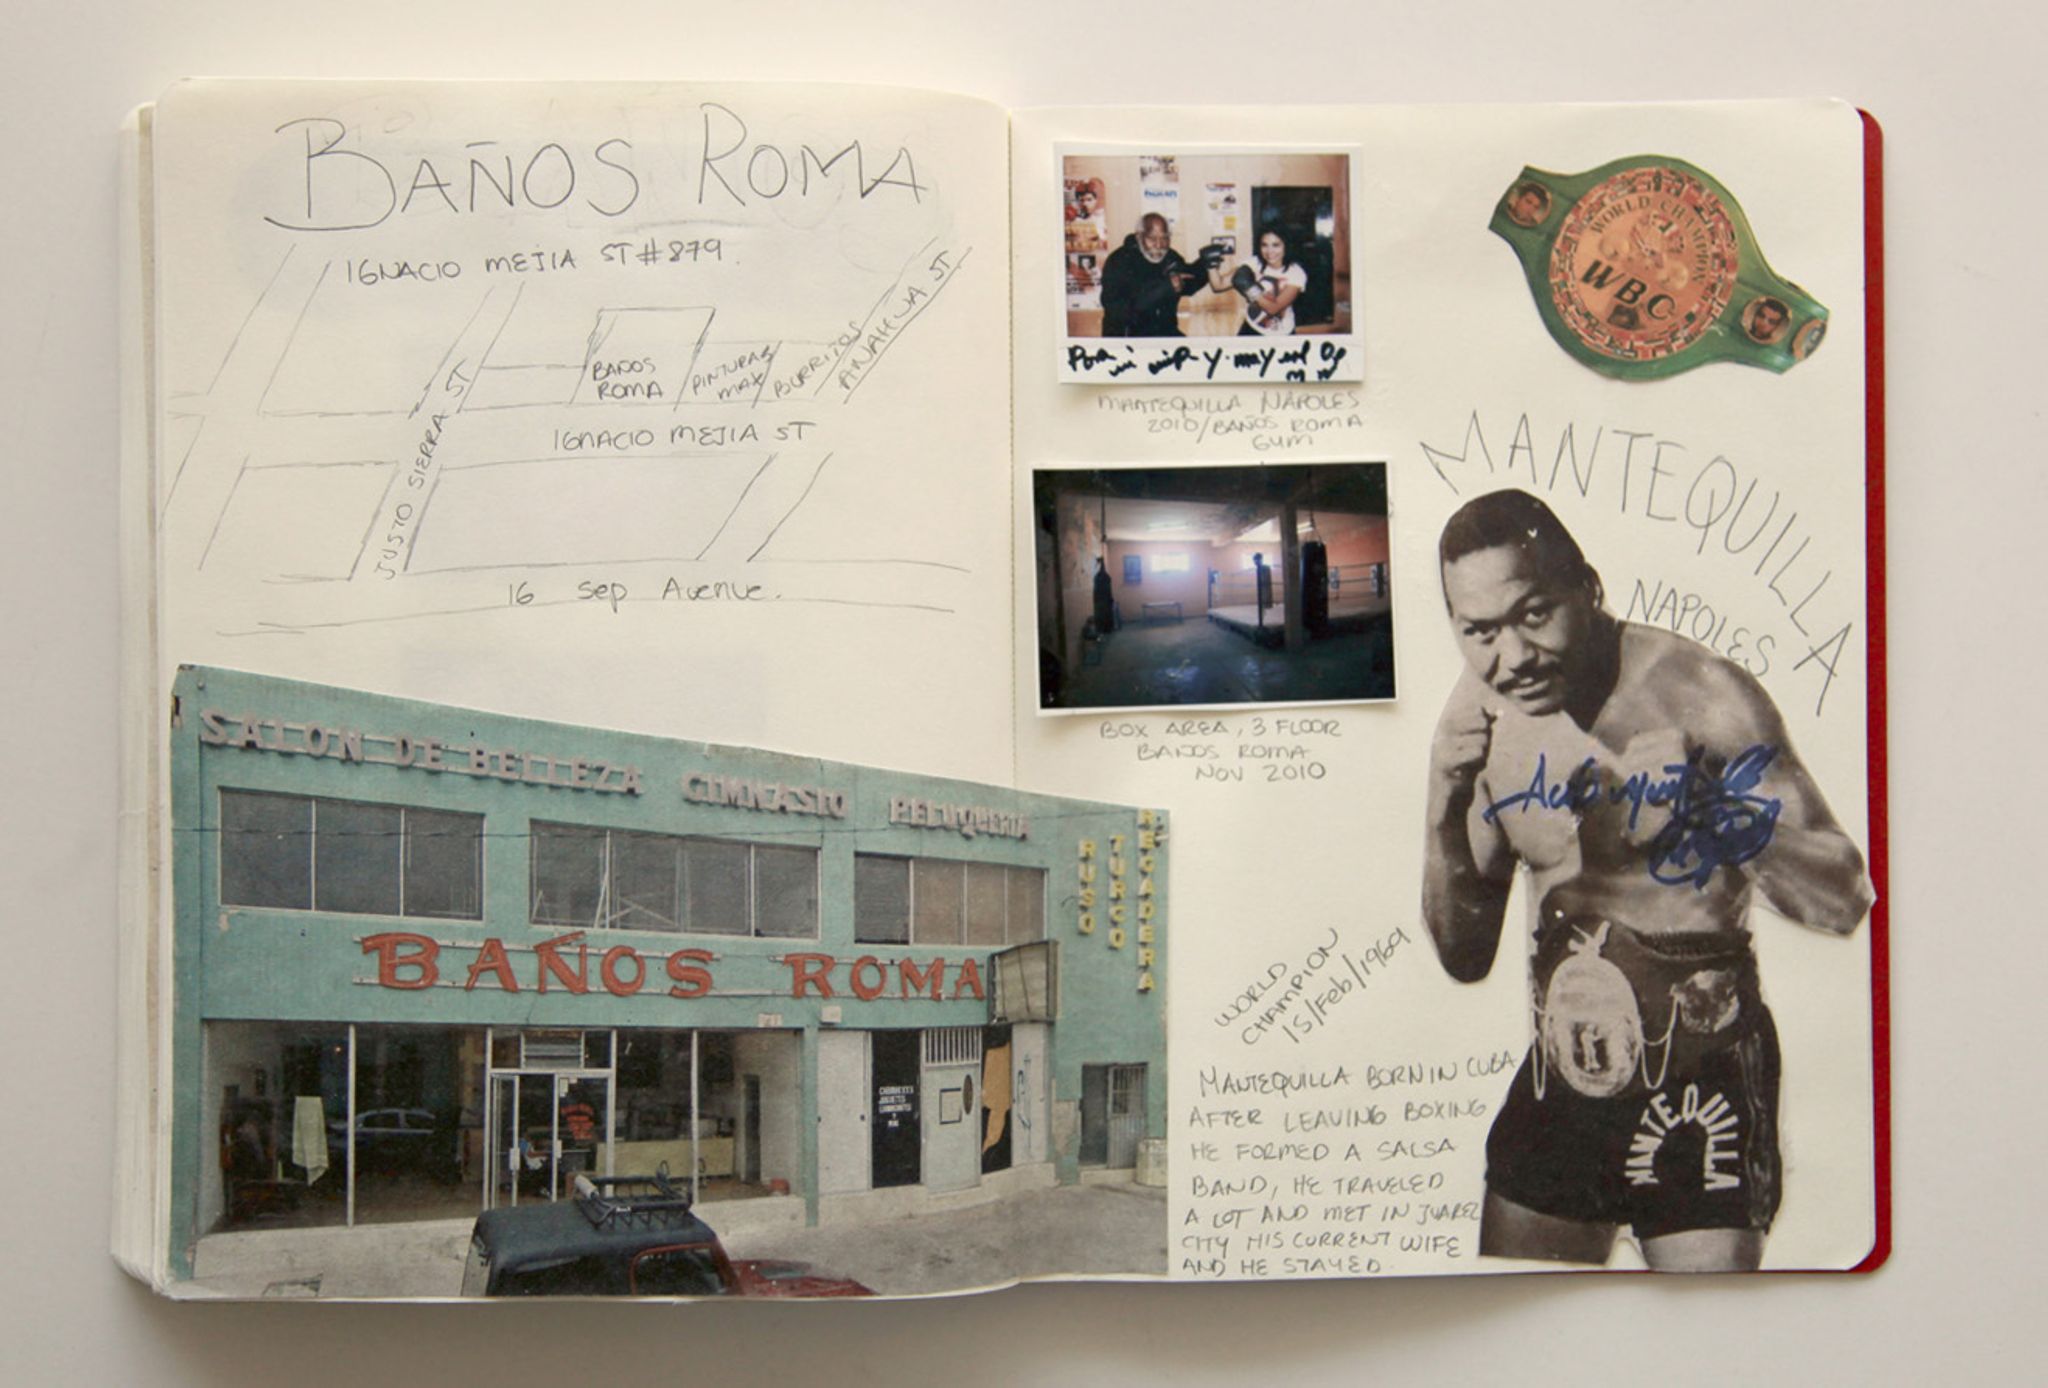 BAÑOS ROMA
IGNACIO MEJIA ST #879.
JUSTO SIERRA ST
BAÑOS
ROMA
PINTURAS
MAX
BURRITOS
ANAHUJA ST
IGNACIO MEJIA ST
16 Sep Avenue.
SALON DE BELLEZA GIMNASIO PELUQUERIA
RUSO
TURCO
REGADERA
BAÑOS ROMA
Para mi
y
MANTEQUILLA NÁPOLES
2010/BAÑOS ROMA
GYM
BOX AREA, 3 FLOOR
BAÑOS ROMA
NOV 2010
WORLD CHAMPION
WBC
MANTEQUILLA
NAPOLES
WORLD
CHAMPION
15/Feb/1969
MANTEQUILLA BORN IN CUBA
AFTER LEAVING BOXING
HE FORMED A SALSA
BAND, HE TRAVELED
A LOT AND MET IN JUAREZ
CITY HIS CURRENT WIFE
AND HE STAYED.
MANTEQUILLA